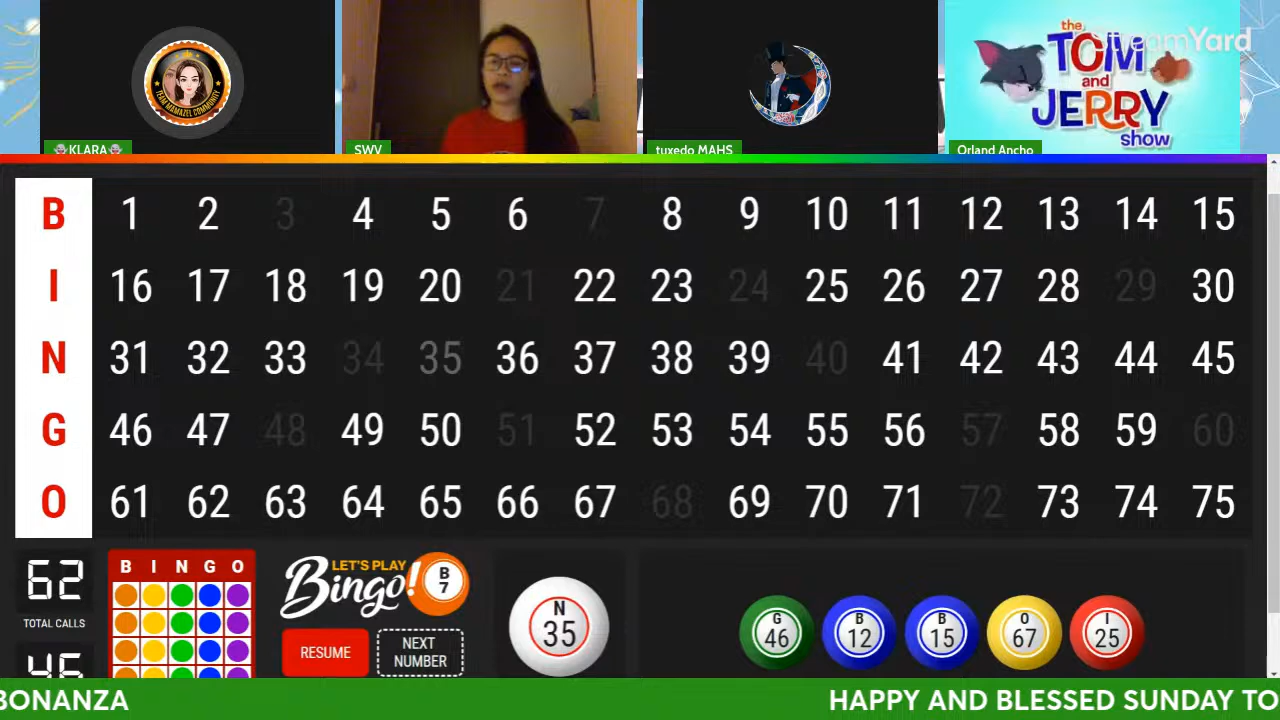 the
TOM
and
JERRY
show
StreamYard
TEAM MAMAZEL COMMUNITY
👻KLARA👻
SWV
tuxedo MAHS
Orland Ancho
B 1 2 3 4 5 6 7 8 9 10 11 12 13 14 15
I 16 17 18 19 20 21 22 23 24 25 26 27 28 29 30
N 31 32 33 34 35 36 37 38 39 40 41 42 43 44 45
G 46 47 48 49 50 51 52 53 54 55 56 57 58 59 60
O 61 62 63 64 65 66 67 68 69 70 71 72 73 74 75
62
TOTAL CALLS
46
B I N G O
LET'S PLAY
Bingo!
B
7
RESUME
NEXT
NUMBER
N
35
G
46
B
12
B
15
O
67
I
25
BONANZA
HAPPY AND BLESSED SUNDAY TO